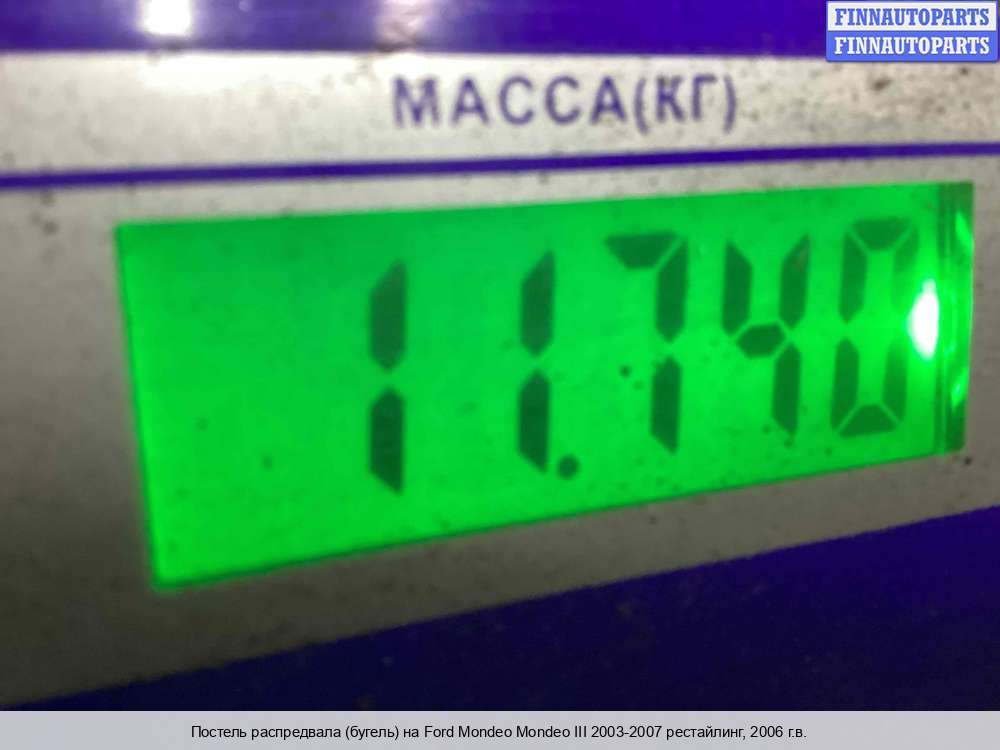 FINNAUTOPARTS
FINNAUTOPARTS
МАССА(КГ)
11.740
Постель распредвала (бугель) на Ford Mondeo Mondeo III 2003-2007 рестайлинг, 2006 г.в.